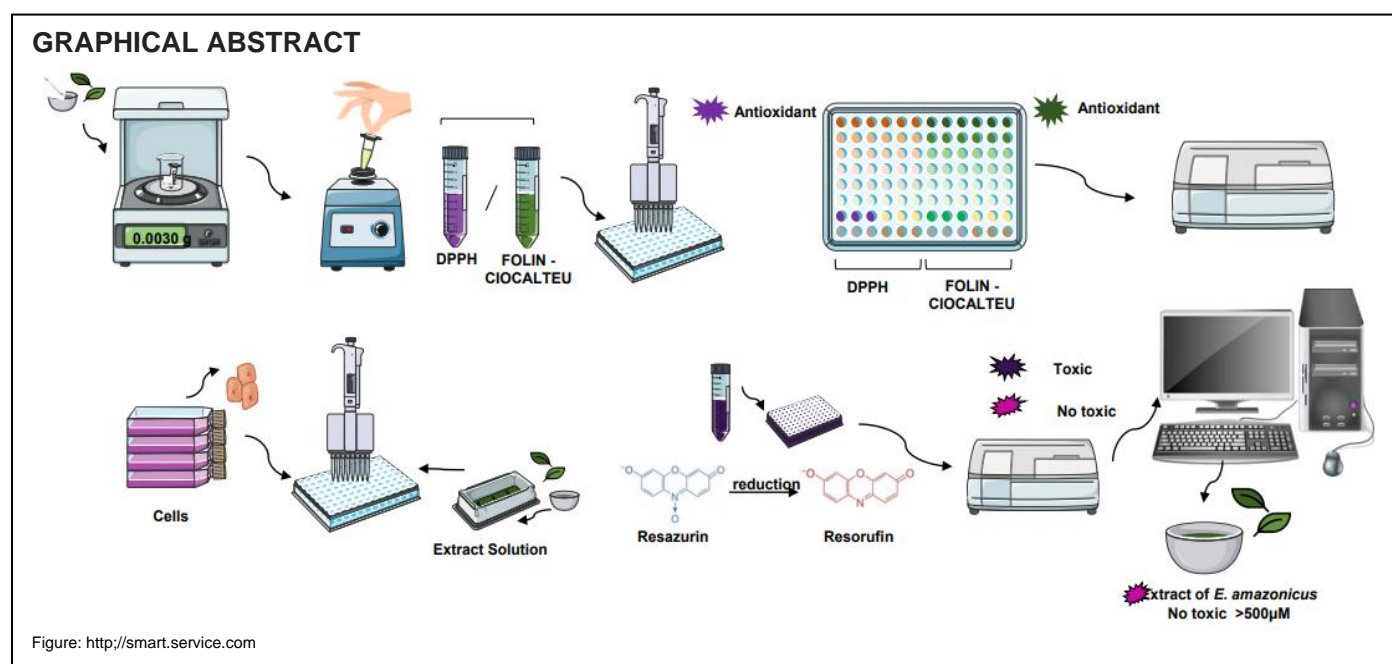 GRAPHICAL ABSTRACT
0.0030 g
DPPH
/
FOLIN -
CIOCALTEU
Antioxidant
DPPH
FOLIN -
CIOCALTEU
Antioxidant
Cells
Extract Solution
⁻O
O
O
N
O
Resazurin
reduction
⁻O
O
O
N
Resorufin
Toxic
No toxic
Extract of E. amazonicus
No toxic >500µM
Figure: http;//smart.service.com